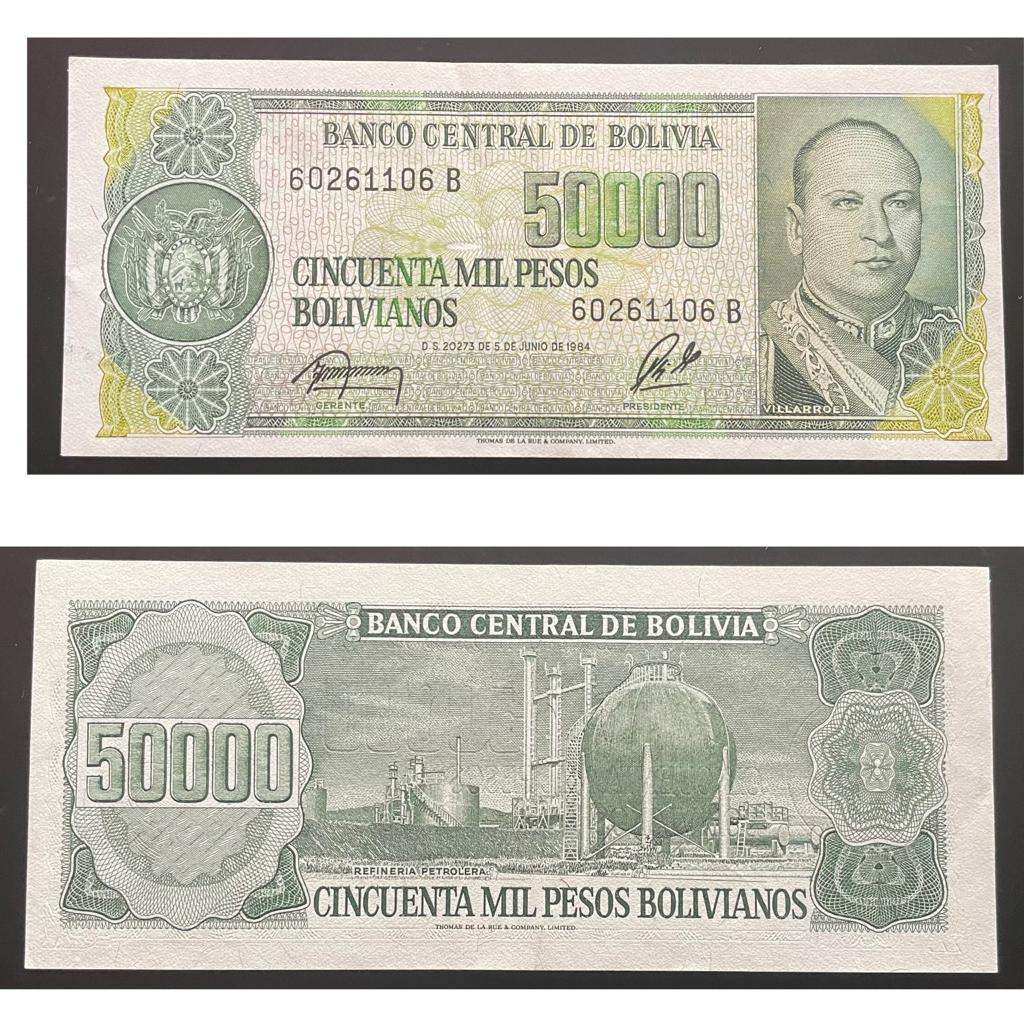 BANCO CENTRAL DE BOLIVIA
60261106 B
50000
CINCUENTA MIL PESOS
BOLIVIANOS
60261106 B
D.S. 20273 DE 5 DE JUNIO DE 1984
GERENTE
PRESIDENTE
VILLARROEL
THOMAS DE LA RUE & COMPANY, LIMITED.
BANCO CENTRAL DE BOLIVIA
50000
REFINERIA PETROLERA
CINCUENTA MIL PESOS BOLIVIANOS
THOMAS DE LA RUE & COMPANY, LIMITED.